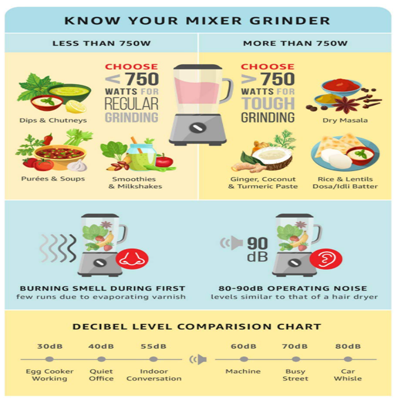 KNOW YOUR MIXER GRINDER
LESS THAN 750W
MORE THAN 750W
CHOOSE
< 750
WATTS FOR
REGULAR
GRINDING
CHOOSE
> 750
WATTS FOR
TOUGH
GRINDING
Dips & Chutneys
Dry Masala
Purées & Soups
Smoothies
& Milkshakes
Ginger, Coconut
& Turmeric Paste
Rice & Lentils
Dosa/Idli Batter
90
dB
BURNING SMELL DURING FIRST
few runs due to evaporating varnish
80-90dB OPERATING NOISE
levels similar to that of a hair dryer
DECIBEL LEVEL COMPARISION CHART
30dB
40dB
55dB
60dB
70dB
80dB
Egg Cooker
Working
Quiet
Office
Indoor
Conversation
Machine
Busy
Street
Car
Whisle